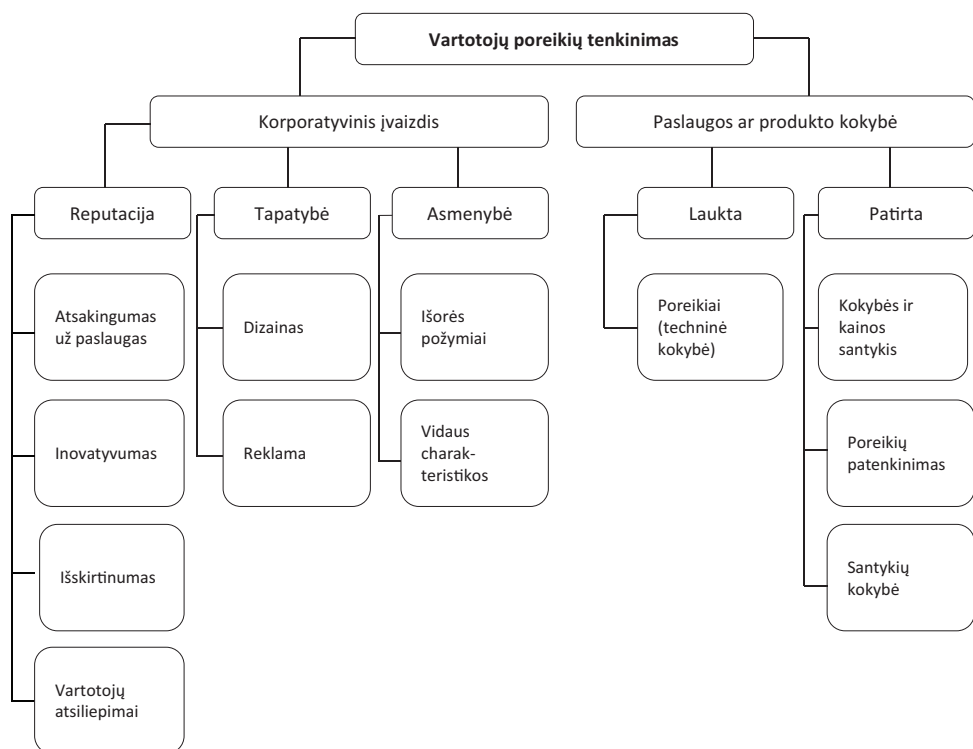 Vartotojų poreikių tenkinimas
Korporatyvinis įvaizdis
Paslaugos ar produkto kokybė
Reputacija
Tapatybė
Asmenybė
Laukta
Patirta
Atsakingumas
už paslaugas
Dizainas
Išorės
požymiai
Poreikiai
(techninė
kokybė)
Kokybės ir
kainos
santykis
Inovatyvumas
Reklama
Vidaus
charak-
teristikos
Poreikių
patenkinimas
Išskirtinumas
Santykių
kokybė
Vartotojų
atsiliepimai